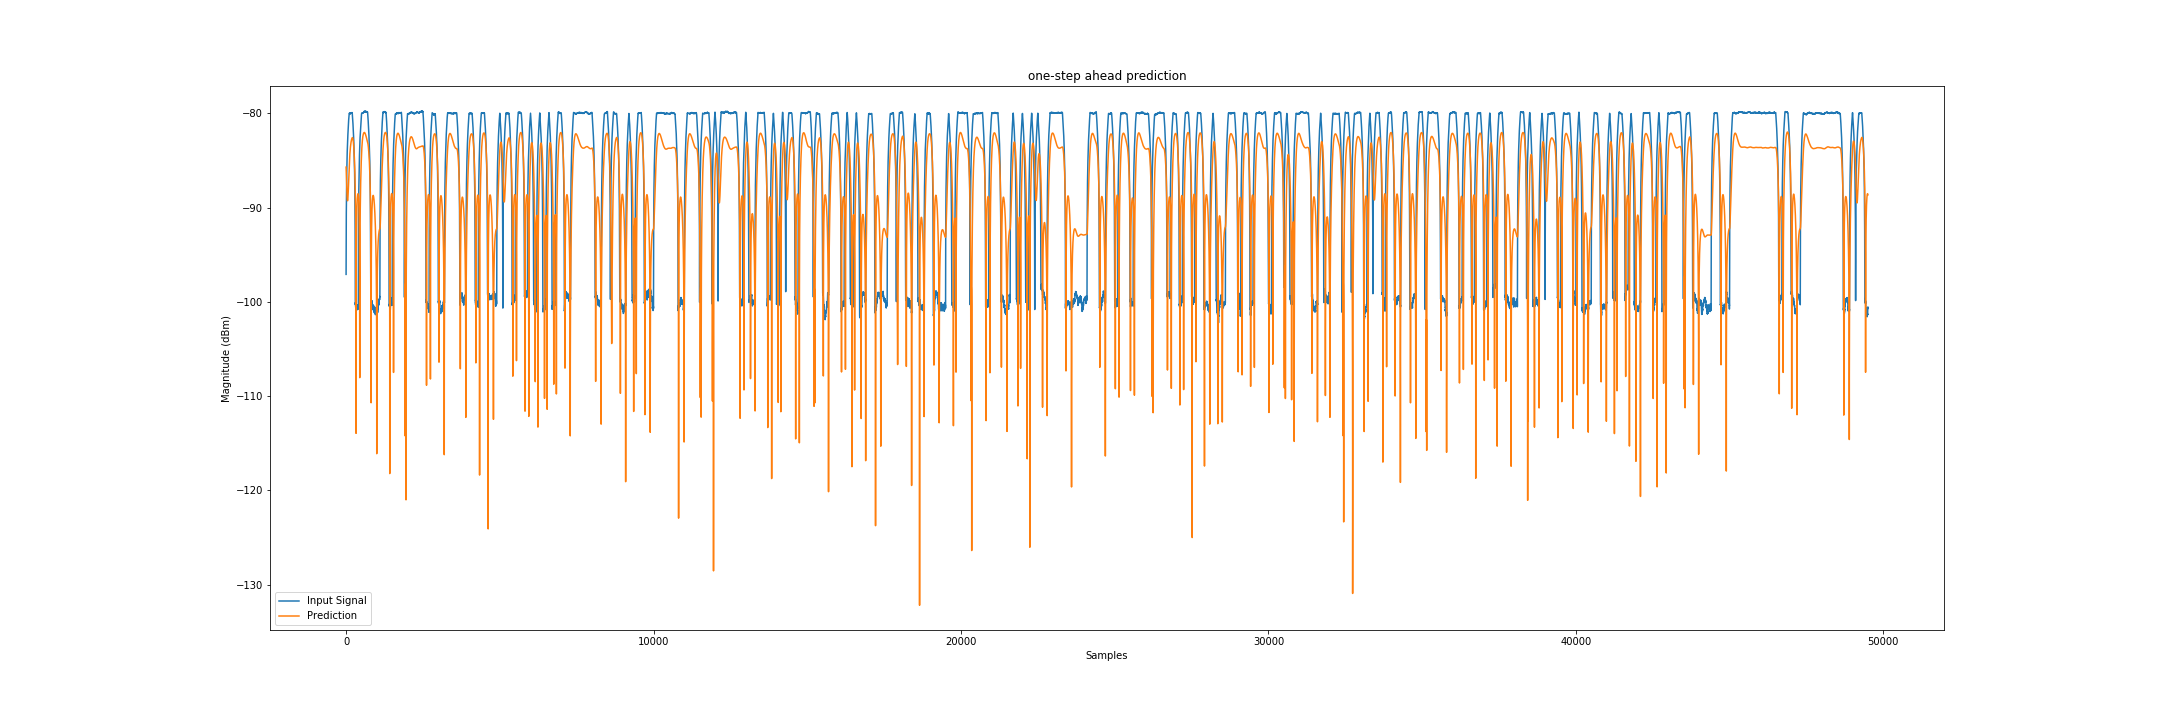 one-step ahead prediction
−80
−90
−100
−110
−120
−130
Magnitude (dBm)
Input Signal
Prediction
0
10000
20000
30000
40000
50000
Samples